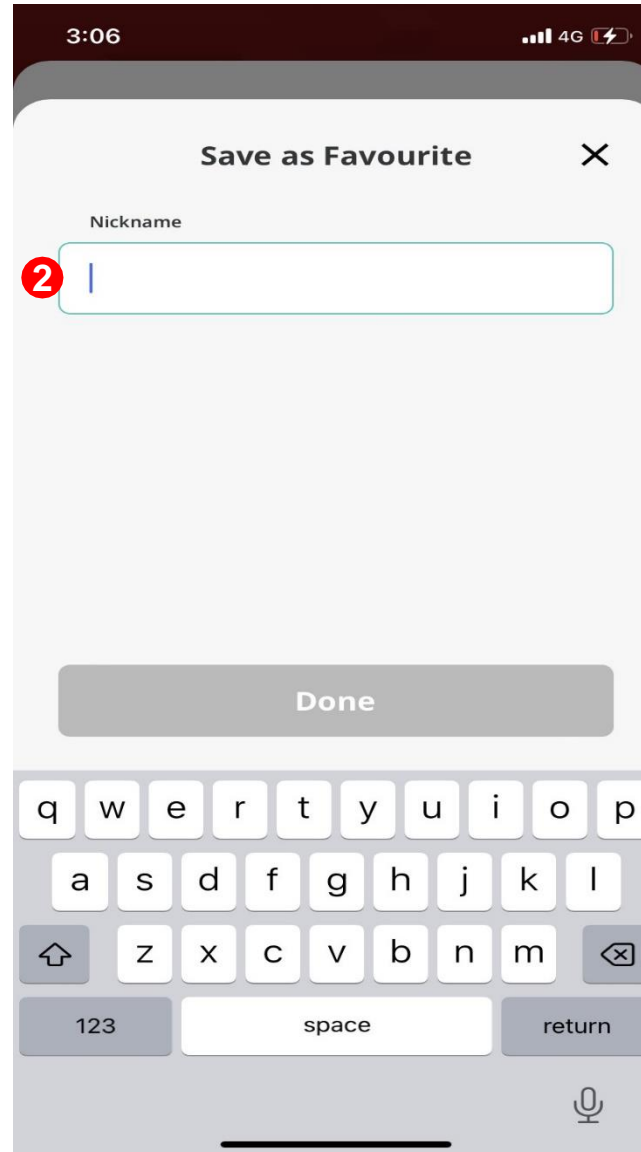 3:06 4G
Save as Favourite
Nickname
2
Done
q w e r t y u i o p
a s d f g h j k l
z x c v b n m
123 space return